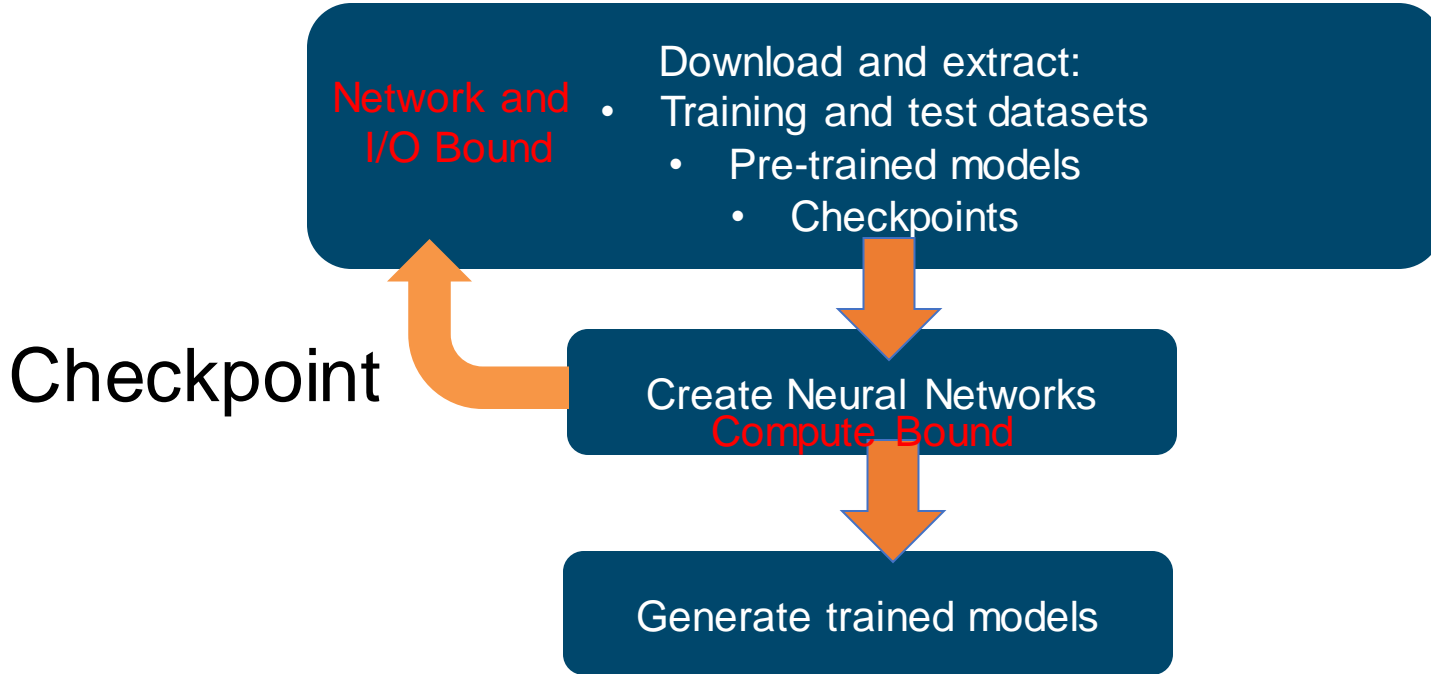 Download and extract:
Network and
I/O Bound
• Training and test datasets
• Pre-trained models
• Checkpoints
Checkpoint
Create Neural Networks
Compute Bound
Generate trained models